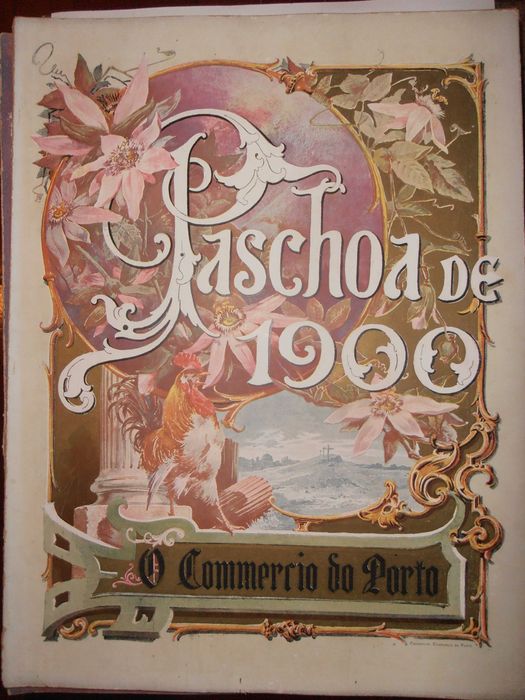 Paschoa de
1900
O Commercio do Porto